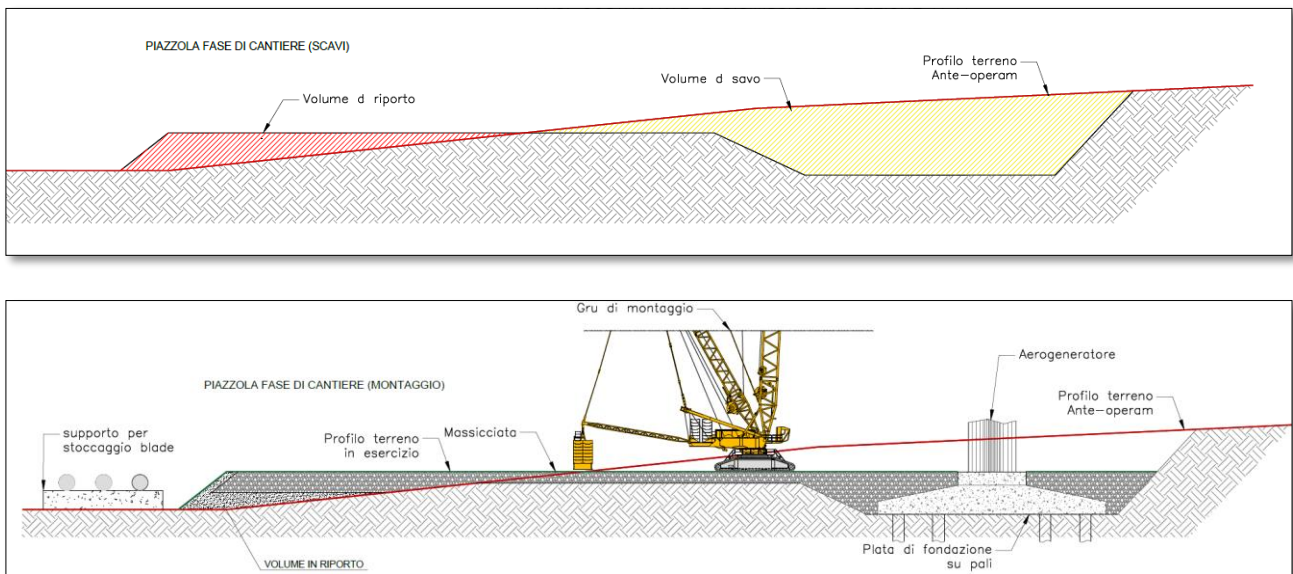 PIAZZOLA FASE DI CANTIERE (SCAVI)
Profilo terreno
Ante-operam
Volume d savo
Volume d riporto
Gru di montaggio
Aerogeneratore
PIAZZOLA FASE DI CANTIERE (MONTAGGIO)
Profilo terreno
Ante-operam
supporto per
stoccaggio blade
Profilo terreno
in esercizio
Massicciata
Plata di fondazione
su pali
VOLUME IN RIPORTO